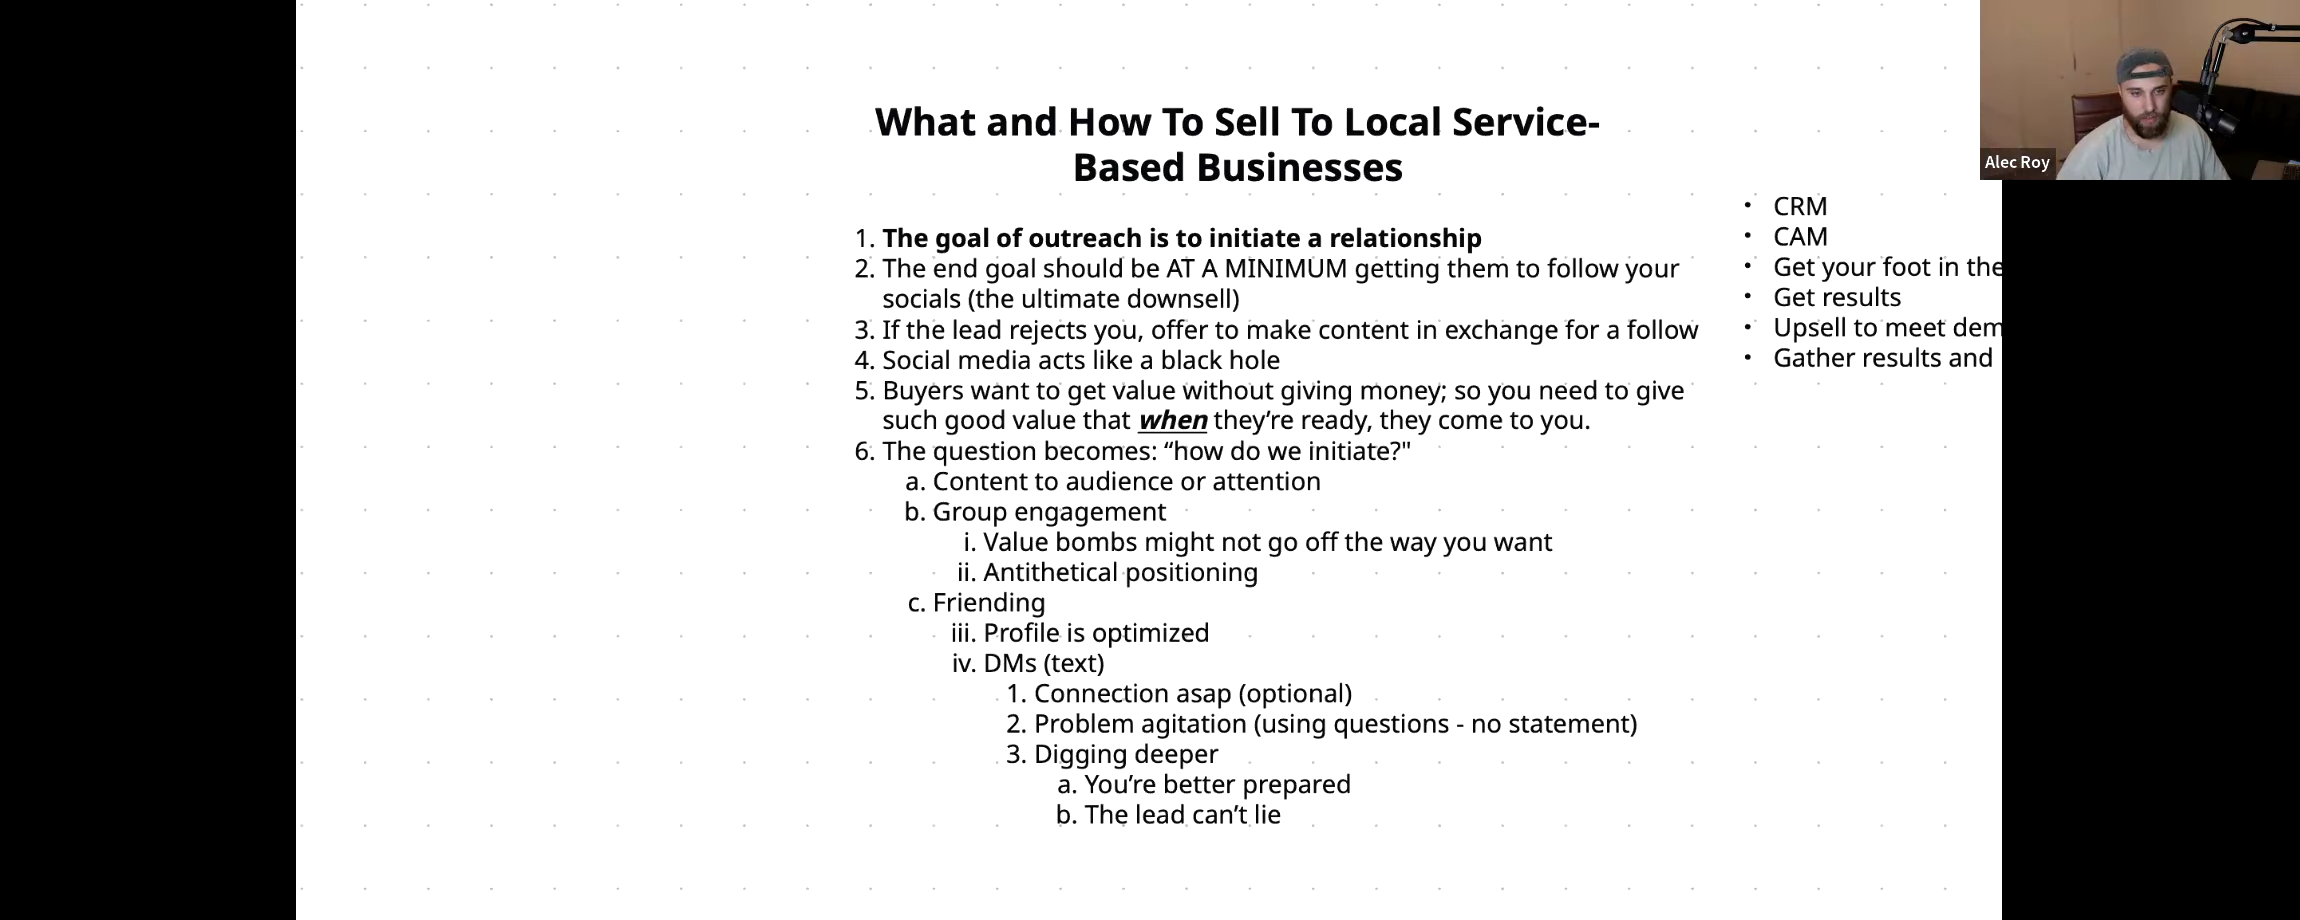 What and How To Sell To Local Service-
Based Businesses
1. The goal of outreach is to initiate a relationship
2. The end goal should be AT A MINIMUM getting them to follow your
socials (the ultimate downsell)
3. If the lead rejects you, offer to make content in exchange for a follow
4. Social media acts like a black hole
5. Buyers want to get value without giving money; so you need to give
such good value that when they’re ready, they come to you.
6. The question becomes: “how do we initiate?"
a. Content to audience or attention
b. Group engagement
i. Value bombs might not go off the way you want
ii. Antithetical positioning
c. Friending
iii. Profile is optimized
iv. DMs (text)
1. Connection asap (optional)
2. Problem agitation (using questions - no statement)
3. Digging deeper
a. You’re better prepared
b. The lead can’t lie
• CRM
• CAM
• Get your foot in the
• Get results
• Upsell to meet dem
• Gather results and
Alec Roy